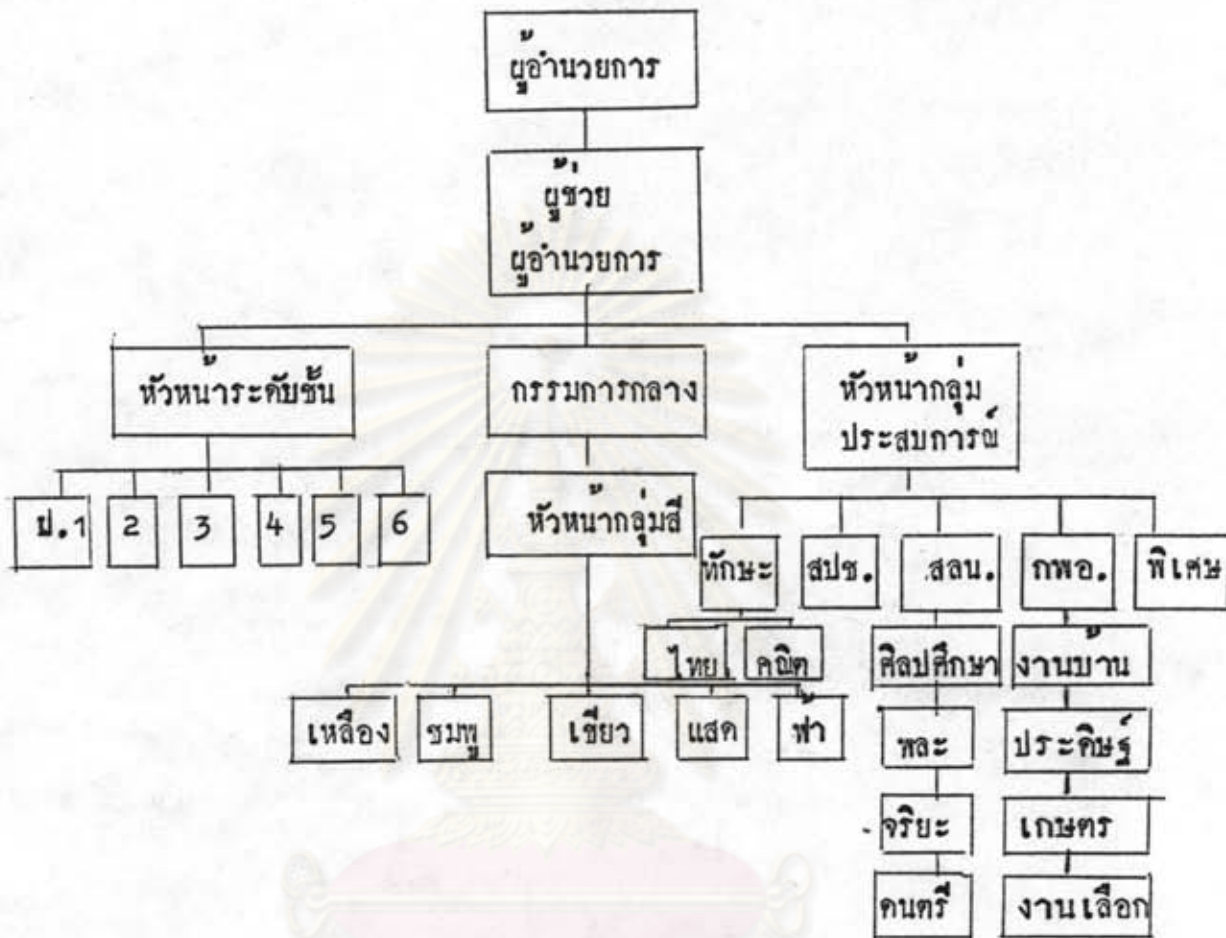 ผู้อำนวยการ
ผู้ช่วย
ผู้อำนวยการ
หัวหน้าระดับชั้น
กรรมการกลาง
หัวหน้ากลุ่ม
ประสบการณ์
ป.1 2 3 4 5 6
หัวหน้ากลุ่มสี
ทักษะ สปช. สลน. กพอ. พิเศษ
ไทย คณิต ศิลปศึกษา งานบ้าน
เหลือง ชมพู เขียว แสด ฟ้า
พละ ประดิษฐ์
จริยะ เกษตร
ดนตรี งานเลือก